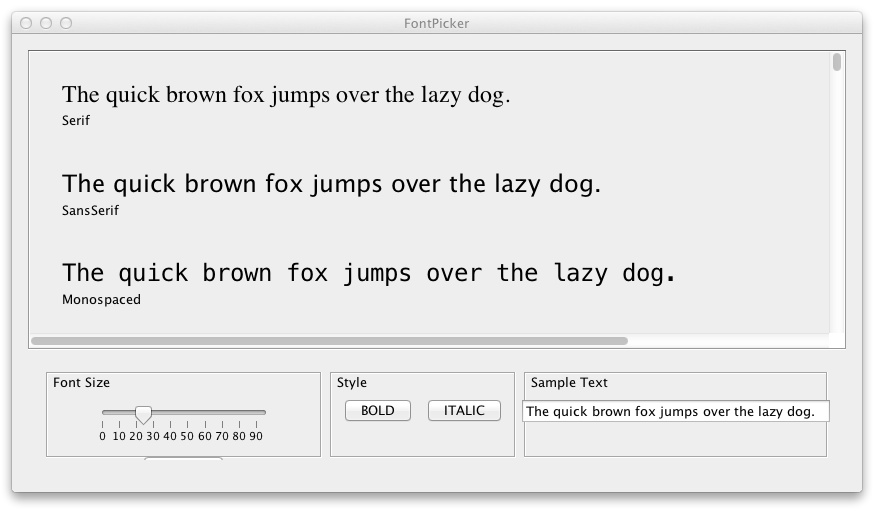 FontPicker
The quick brown fox jumps over the lazy dog.
Serif
The quick brown fox jumps over the lazy dog.
SansSerif
The quick brown fox jumps over the lazy dog.
Monospaced
Font Size
0 10 20 30 40 50 60 70 80 90
Style
BOLD ITALIC
Sample Text
The quick brown fox jumps over the lazy dog.